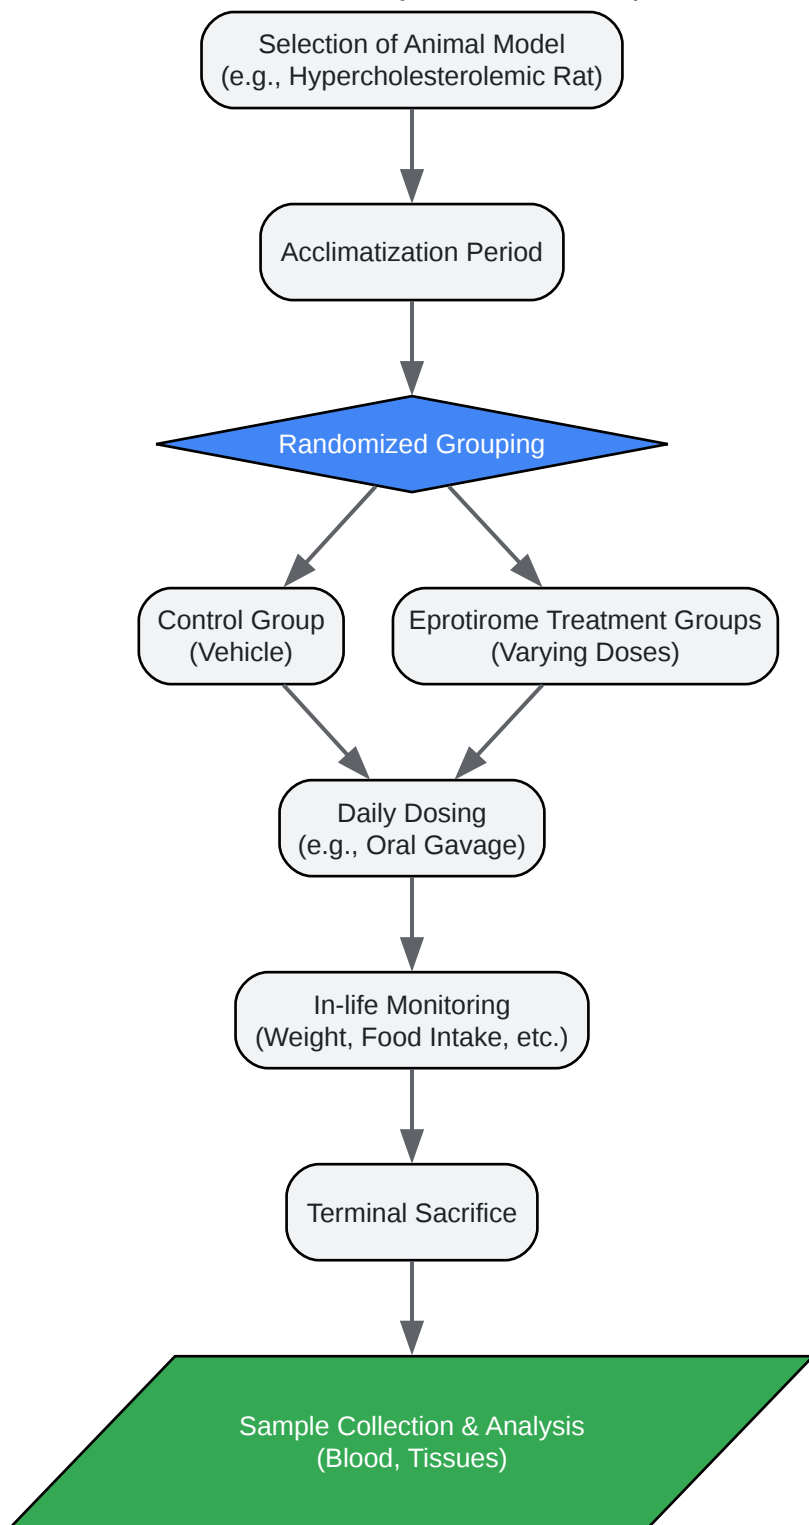 Selection of Animal Model
(e.g., Hypercholesterolemic Rat)
Acclimatization Period
Randomized Grouping
Control Group
(Vehicle)
Eprotirome Treatment Groups
(Varying Doses)
Daily Dosing
(e.g., Oral Gavage)
In-life Monitoring
(Weight, Food Intake, etc.)
Terminal Sacrifice
Sample Collection & Analysis
(Blood, Tissues)